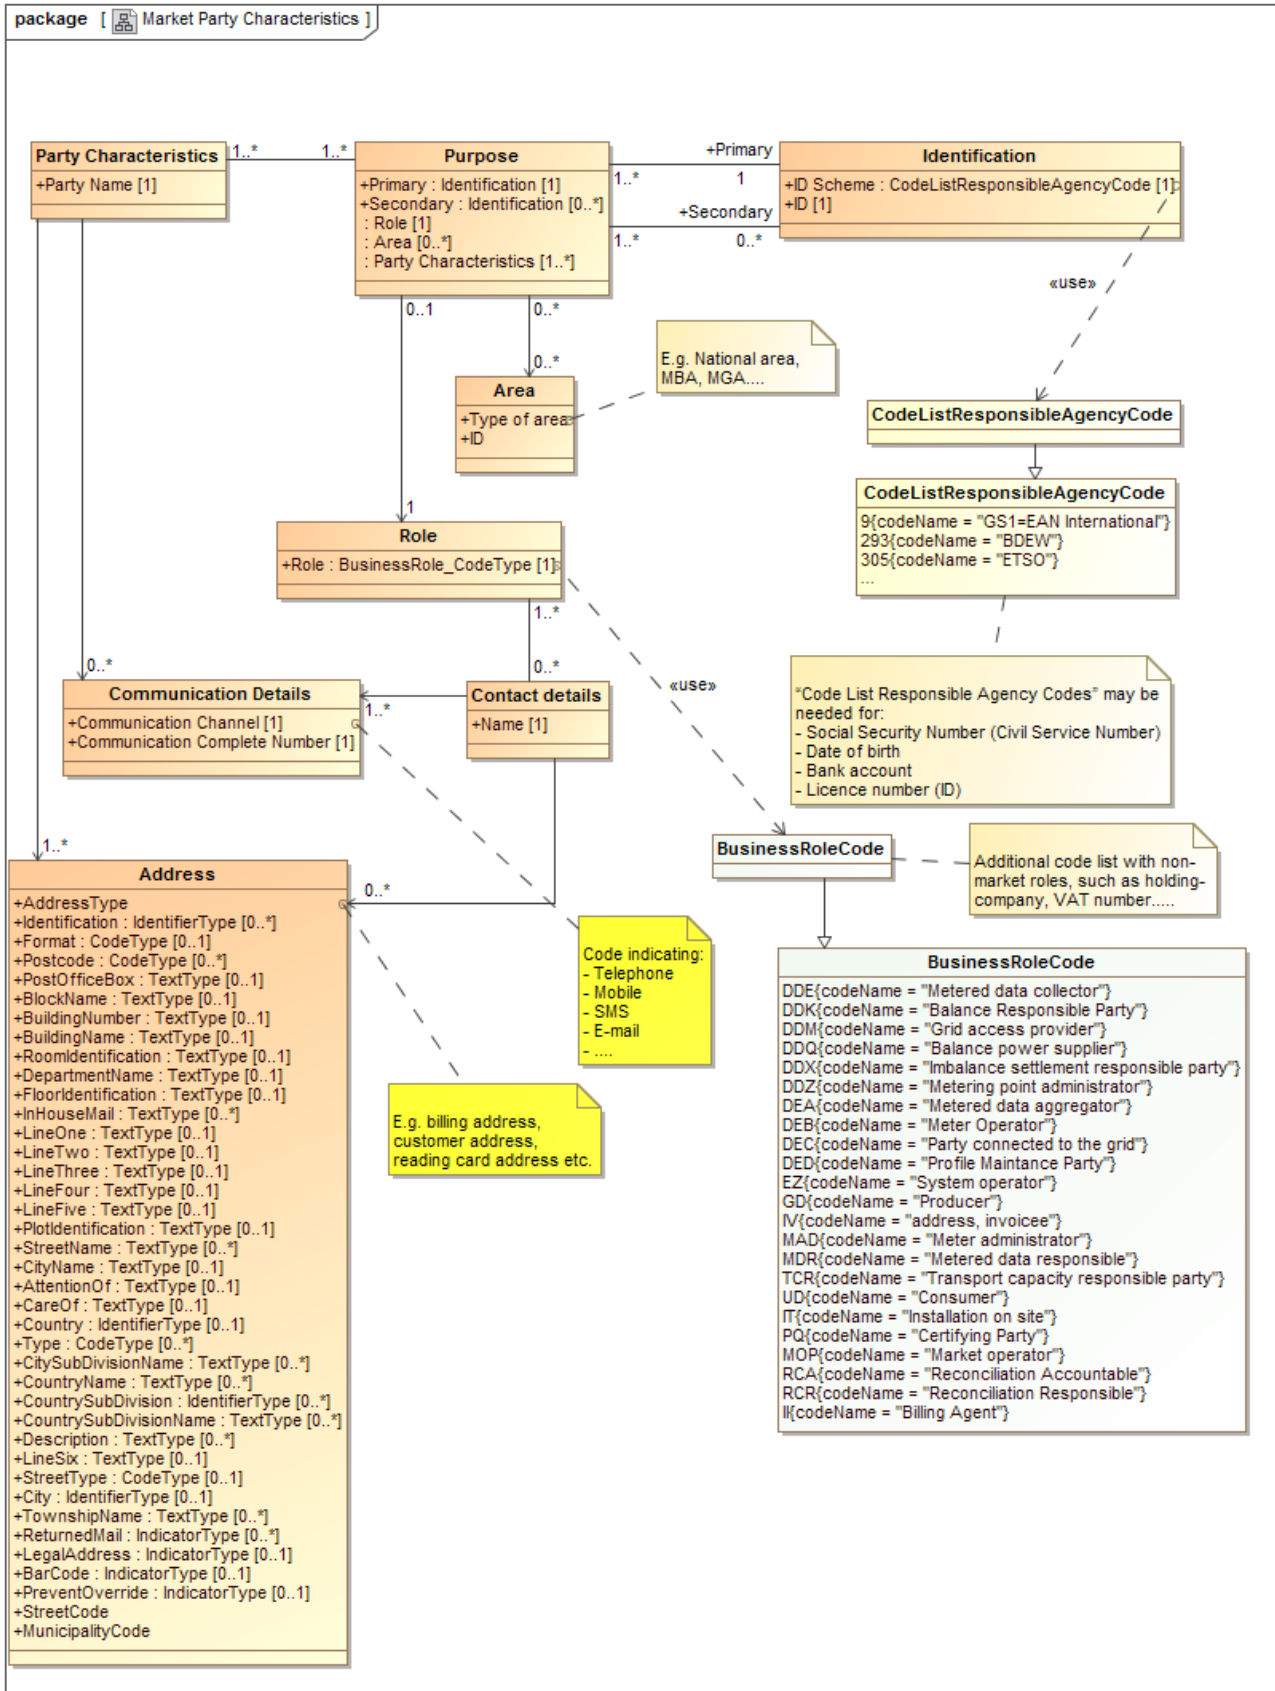 package [ Market Party Characteristics ]
Party Characteristics
+Party Name [1]
1..*
1..*
Purpose
+Primary : Identification [1]
+Secondary : Identification [0..*]
: Role [1]
: Area [0..*]
: Party Characteristics [1..*]
+Primary
1..*
1
+Secondary
1..*
0..*
Identification
+ID Scheme : CodeListResponsibleAgencyCode [1]
+ID [1]
«use»
0..1
0..*
0..*
E.g. National area,
MBA, MGA....
Area
+Type of area
+ID
CodeListResponsibleAgencyCode
CodeListResponsibleAgencyCode
9{codeName = "GS1=EAN International"}
293{codeName = "BDEW"}
305{codeName = "ETSO"}
...
1
Role
+Role : BusinessRole_CodeType [1]
1..*
0..*
0..*
«use»
"Code List Responsible Agency Codes" may be
needed for:
- Social Security Number (Civil Service Number)
- Date of birth
- Bank account
- Licence number (ID)
Communication Details
+Communication Channel [1]
+Communication Complete Number [1]
1..*
Contact details
+Name [1]
BusinessRoleCode
Additional code list with non-
market roles, such as holding-
company, VAT number.....
1..*
0..*
Address
+AddressType
+Identification : IdentifierType [0..*]
+Format : CodeType [0..1]
+Postcode : CodeType [0..*]
+PostOfficeBox : TextType [0..1]
+BlockName : TextType [0..1]
+BuildingNumber : TextType [0..1]
+BuildingName : TextType [0..1]
+RoomIdentification : TextType [0..1]
+DepartmentName : TextType [0..1]
+FloorIdentification : TextType [0..1]
+InHouseMail : TextType [0..*]
+LineOne : TextType [0..1]
+LineTwo : TextType [0..1]
+LineThree : TextType [0..1]
+LineFour : TextType [0..1]
+LineFive : TextType [0..1]
+PlotIdentification : TextType [0..1]
+StreetName : TextType [0..*]
+CityName : TextType [0..1]
+AttentionOf : TextType [0..1]
+CareOf : TextType [0..1]
+Country : IdentifierType [0..1]
+Type : CodeType [0..*]
+CitySubDivisionName : TextType [0..*]
+CountryName : TextType [0..*]
+CountrySubDivision : IdentifierType [0..*]
+CountrySubDivisionName : TextType [0..*]
+Description : TextType [0..*]
+LineSix : TextType [0..1]
+StreetType : CodeType [0..1]
+City : IdentifierType [0..1]
+TownshipName : TextType [0..*]
+ReturnedMail : IndicatorType [0..*]
+LegalAddress : IndicatorType [0..1]
+BarCode : IndicatorType [0..1]
+PreventOverride : IndicatorType [0..1]
+StreetCode
+MunicipalityCode
Code indicating:
- Telephone
- Mobile
- SMS
- E-mail
- ....
E.g. billing address,
customer address,
reading card address etc.
BusinessRoleCode
DDE{codeName = "Metered data collector"}
DDK{codeName = "Balance Responsible Party"}
DDM{codeName = "Grid access provider"}
DDQ{codeName = "Balance power supplier"}
DDX{codeName = "Imbalance settlement responsible party"}
DDZ{codeName = "Metering point administrator"}
DEA{codeName = "Metered data aggregator"}
DEB{codeName = "Meter Operator"}
DEC{codeName = "Party connected to the grid"}
DED{codeName = "Profile Maintance Party"}
EZ{codeName = "System operator"}
GD{codeName = "Producer"}
IV{codeName = "address, invoicee"}
MAD{codeName = "Meter administrator"}
MDR{codeName = "Metered data responsible"}
TCR{codeName = "Transport capacity responsible party"}
UD{codeName = "Consumer"}
IT{codeName = "Installation on site"}
PQ{codeName = "Certifying Party"}
MOP{codeName = "Market operator"}
RCA{codeName = "Reconciliation Accountable"}
RCR{codeName = "Reconciliation Responsible"}
II{codeName = "Billing Agent"}